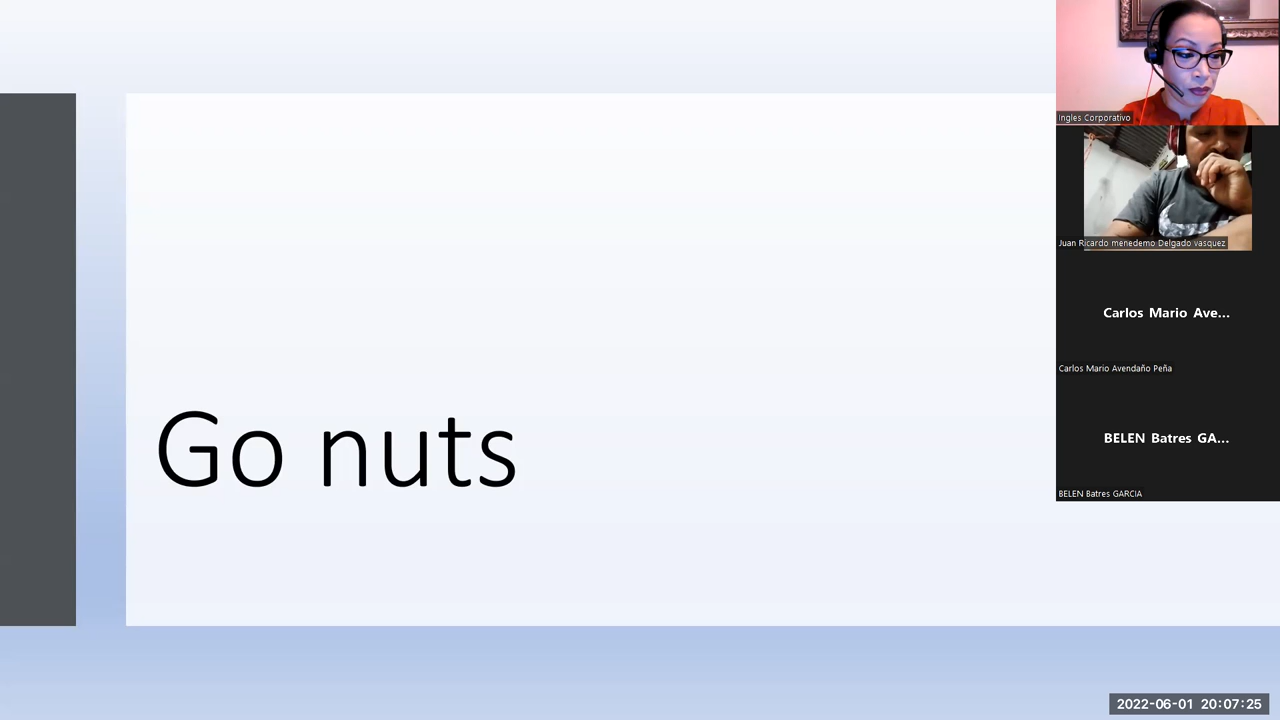 Go nuts
Ingles Corporativo
Juan Ricardo menedemo Delgado vasquez
Carlos Mario Ave...
Carlos Mario Avendaño Peña
BELEN Batres GA...
BELEN Batres GARCIA
2022-06-01 20:07:25